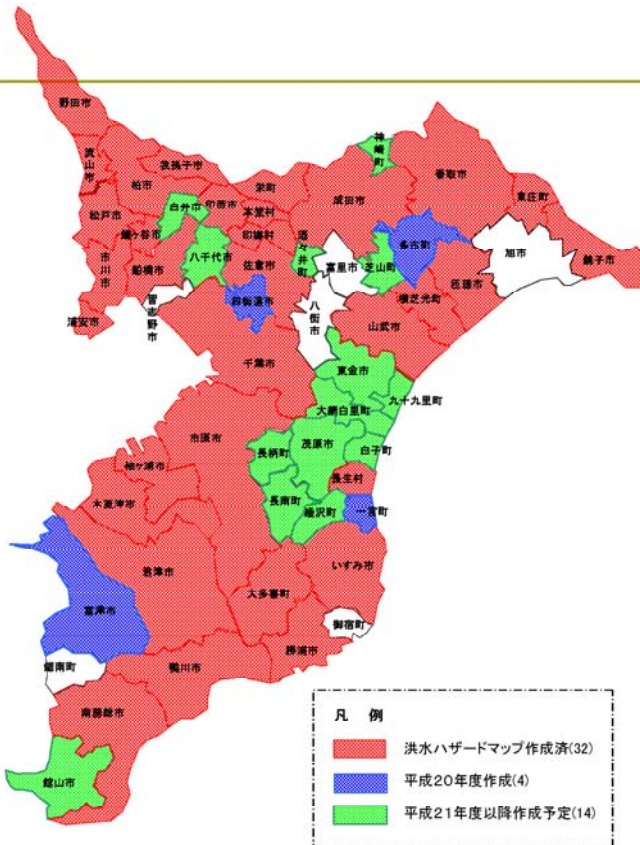 野田市
流山市
柏市
我孫子市
松戸市
鎌ヶ谷市
白井市
印西市
本埜村
栄町
印旛村
成田市
神崎町
香取市
東庄町
銚子市
市川市
船橋市
八千代市
佐倉市
酒々井町
富里市
芝山町
多古町
旭市
匝瑳市
横芝光町
浦安市
習志野市
四街道市
八街市
山武市
千葉市
東金市
九十九里町
大網白里町
市原市
長柄町
茂原市
白子町
袖ヶ浦市
長生村
木更津市
長南町
睦沢町
一宮町
君津市
いすみ市
大多喜町
富津市
御宿町
勝浦市
鋸南町
鴨川市
南房総市
館山市
凡 例
洪水ハザードマップ作成済(32)
平成20年度作成(4)
平成21年度以降作成予定(14)